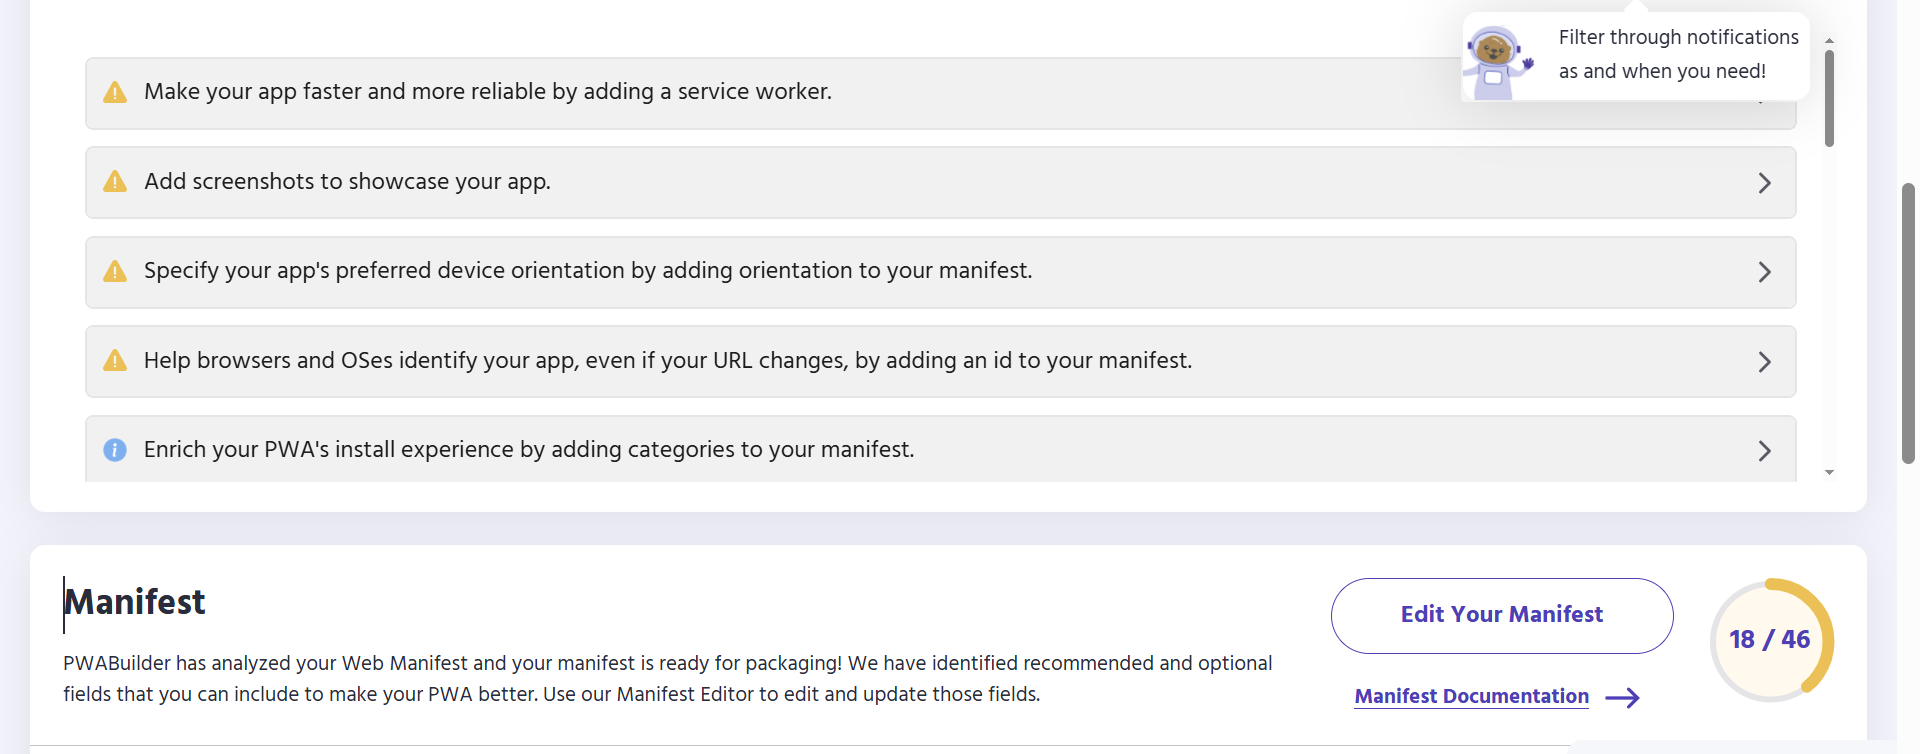 Filter through notifications
as and when you need!
Make your app faster and more reliable by adding a service worker.
Add screenshots to showcase your app.
Specify your app's preferred device orientation by adding orientation to your manifest.
Help browsers and OSes identify your app, even if your URL changes, by adding an id to your manifest.
Enrich your PWA's install experience by adding categories to your manifest.
Manifest
PWABuilder has analyzed your Web Manifest and your manifest is ready for packaging! We have identified recommended and optional
fields that you can include to make your PWA better. Use our Manifest Editor to edit and update those fields.
Edit Your Manifest
Manifest Documentation
18 / 46